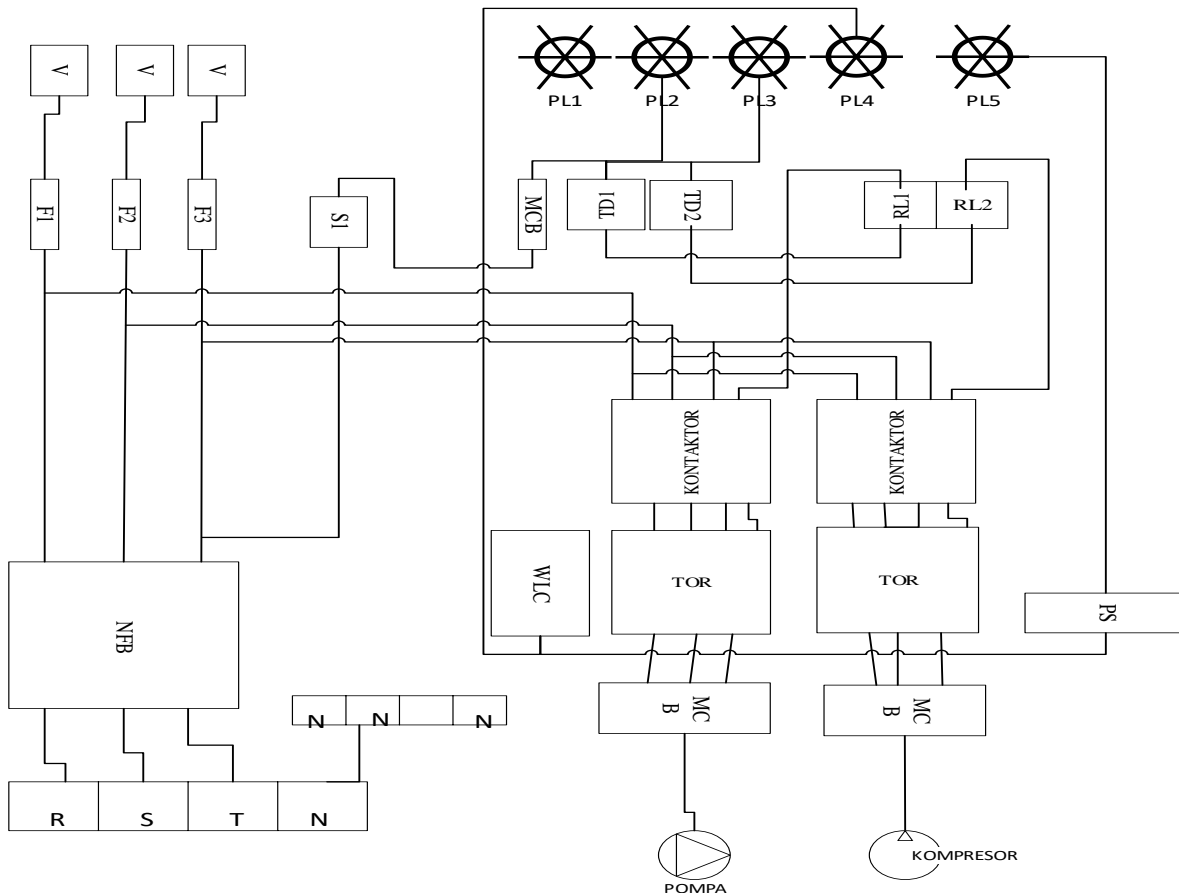 V
V
V
PL1
PL2
PL3
PL4
PL5
F1
F2
F3
S1
MCB
TD1
TD2
RL1
RL2
KONTAKTOR
KONTAKTOR
WLC
TOR
TOR
PS
NFB
MC
B
MC
B
N
N
N
R
S
T
N
POMPA
KOMPRESOR